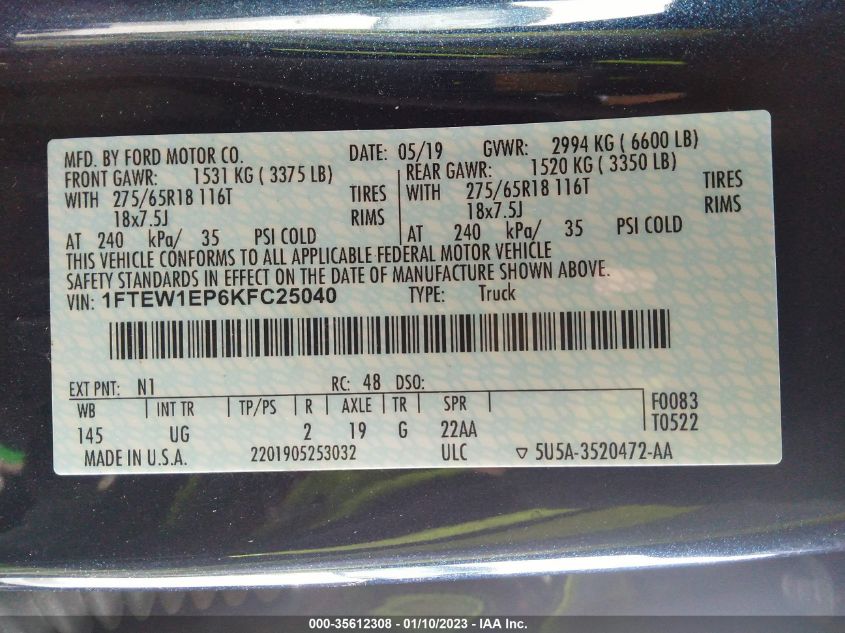 MFD. BY FORD MOTOR CO. DATE: 05/19 GVWR: 2994 KG ( 6600 LB)
FRONT GAWR: 1531 KG ( 3375 LB) REAR GAWR: 1520 KG ( 3350 LB)
WITH 275/65R18 116T TIRES WITH 275/65R18 116T TIRES
18x7.5J RIMS 18x7.5J RIMS
AT 240 kPa/ 35 PSI COLD AT 240 kPa/ 35 PSI COLD
THIS VEHICLE CONFORMS TO ALL APPLICABLE FEDERAL MOTOR VEHICLE
SAFETY STANDARDS IN EFFECT ON THE DATE OF MANUFACTURE SHOWN ABOVE.
VIN: 1FTEW1EP6KFC25040 TYPE: Truck
EXT PNT: N1 RC: 48 DSO:
WB INT TR TP/PS R AXLE TR SPR F0083
145 UG 2 19 G 22AA T0522
MADE IN U.S.A. 2201905253032 ULC ▽ 5U5A-3520472-AA
000-35612308 - 01/10/2023 - IAA Inc.